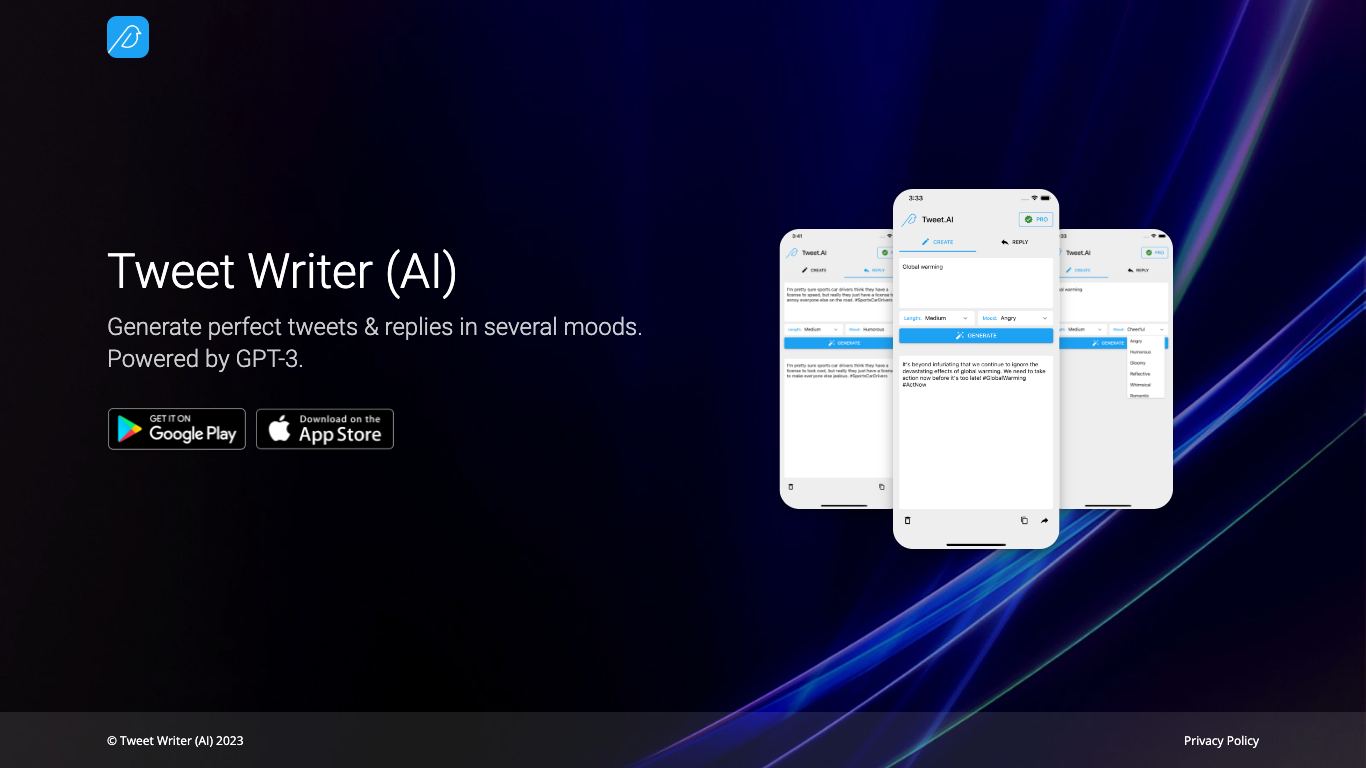 Tweet Writer (AI)
Generate perfect tweets & replies in several moods.
Powered by GPT-3.
GET IT ON
Google Play
Download on the
App Store
3:41
Tweet.AI
CREATE
REPLY
I'm pretty sure sports car drivers think they have a
license to speed, but really they just have a license to
annoy everyone else on the road. #SportsCarDrivers
Length: Medium
Mood: Humorous
GENERATE
I'm pretty sure sports car drivers think they have a
license to look cool, but really they just have a license
to make everyone else jealous. #SportsCarDrivers
3:33
Tweet.AI
PRO
CREATE
REPLY
Global warming
Length: Medium
Mood: Angry
GENERATE
It's beyond infuriating that we continue to ignore the
devastating effects of global warming. We need to take
action now before it's too late! #GlobalWarming
#ActNow
:33
Tweet.AI
PRO
CREATE
REPLY
warming
Medium
Mood: Cheerful
GENERATE
Angry
Humorous
Gloomy
Reflective
Whimsical
Romantic
© Tweet Writer (AI) 2023
Privacy Policy